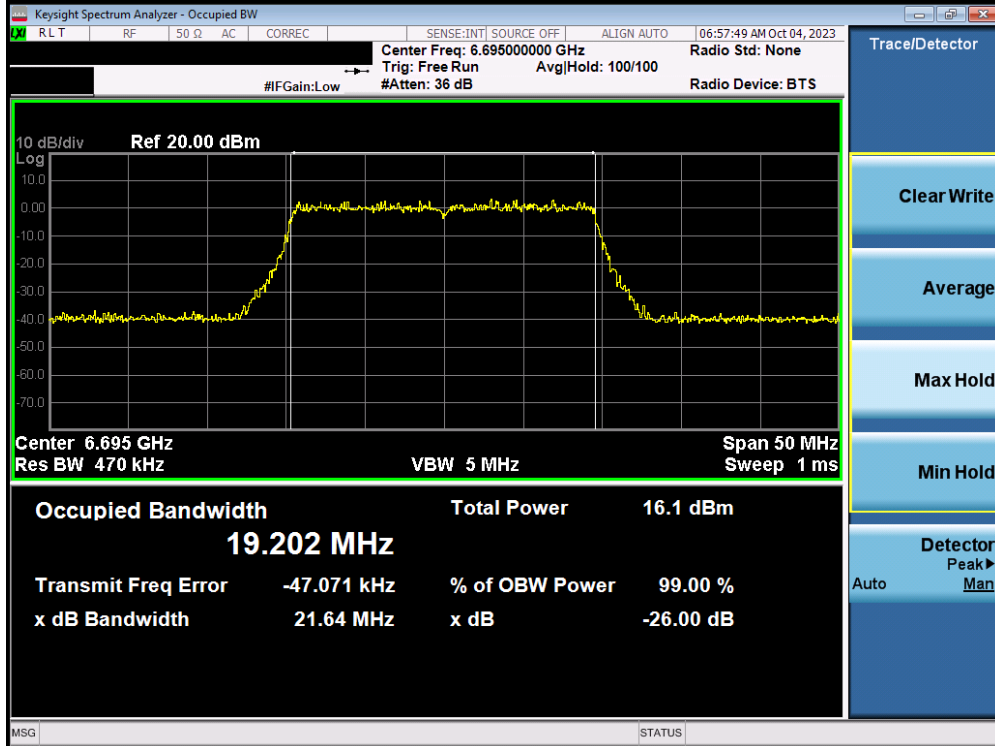 Keysight Spectrum Analyzer - Occupied BW
LXI RLT RF 50 Ω AC CORREC SENSE:INT SOURCE OFF ALIGN AUTO 06:57:49 AM Oct 04, 2023
Center Freq: 6.695000000 GHz Radio Std: None
Trig: Free Run Avg|Hold: 100/100
#IFGain:Low #Atten: 36 dB Radio Device: BTS
10 dB/div Ref 20.00 dBm
Log
10.0
0.00
-10.0
-20.0
-30.0
-40.0
-50.0
-60.0
-70.0
Center 6.695 GHz Span 50 MHz
Res BW 470 kHz VBW 5 MHz Sweep 1 ms
Occupied Bandwidth Total Power 16.1 dBm
19.202 MHz
Transmit Freq Error -47.071 kHz % of OBW Power 99.00 %
x dB Bandwidth 21.64 MHz x dB -26.00 dB
MSG STATUS
Trace/Detector
Clear Write
Average
Max Hold
Min Hold
Detector
Peak▶
Auto Man